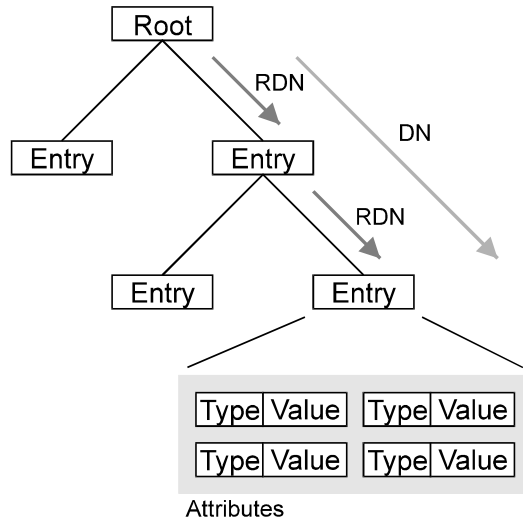 Root
RDN
DN
Entry
Entry
RDN
Entry
Entry
Type Value
Type Value
Type Value
Type Value
Attributes